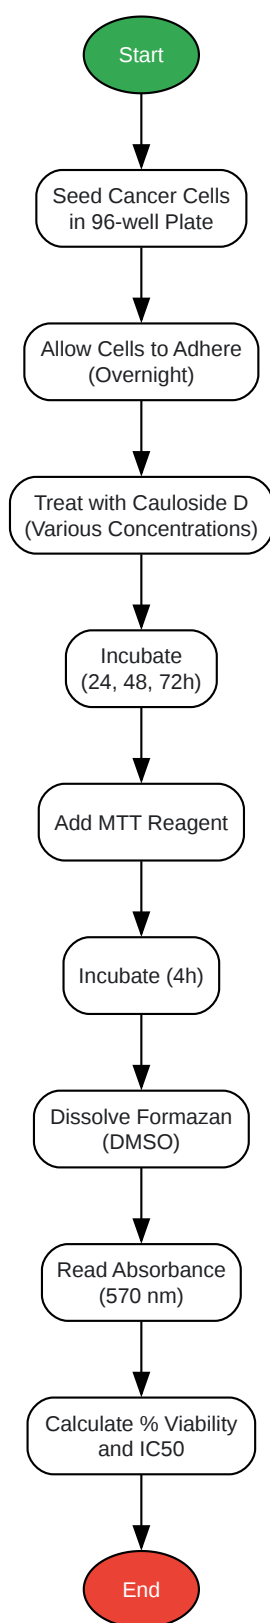 Start
Seed Cancer Cells
in 96-well Plate
Allow Cells to Adhere
(Overnight)
Treat with Cauloside D
(Various Concentrations)
Incubate
(24, 48, 72h)
Add MTT Reagent
Incubate (4h)
Dissolve Formazan
(DMSO)
Read Absorbance
(570 nm)
Calculate % Viability
and IC50
End